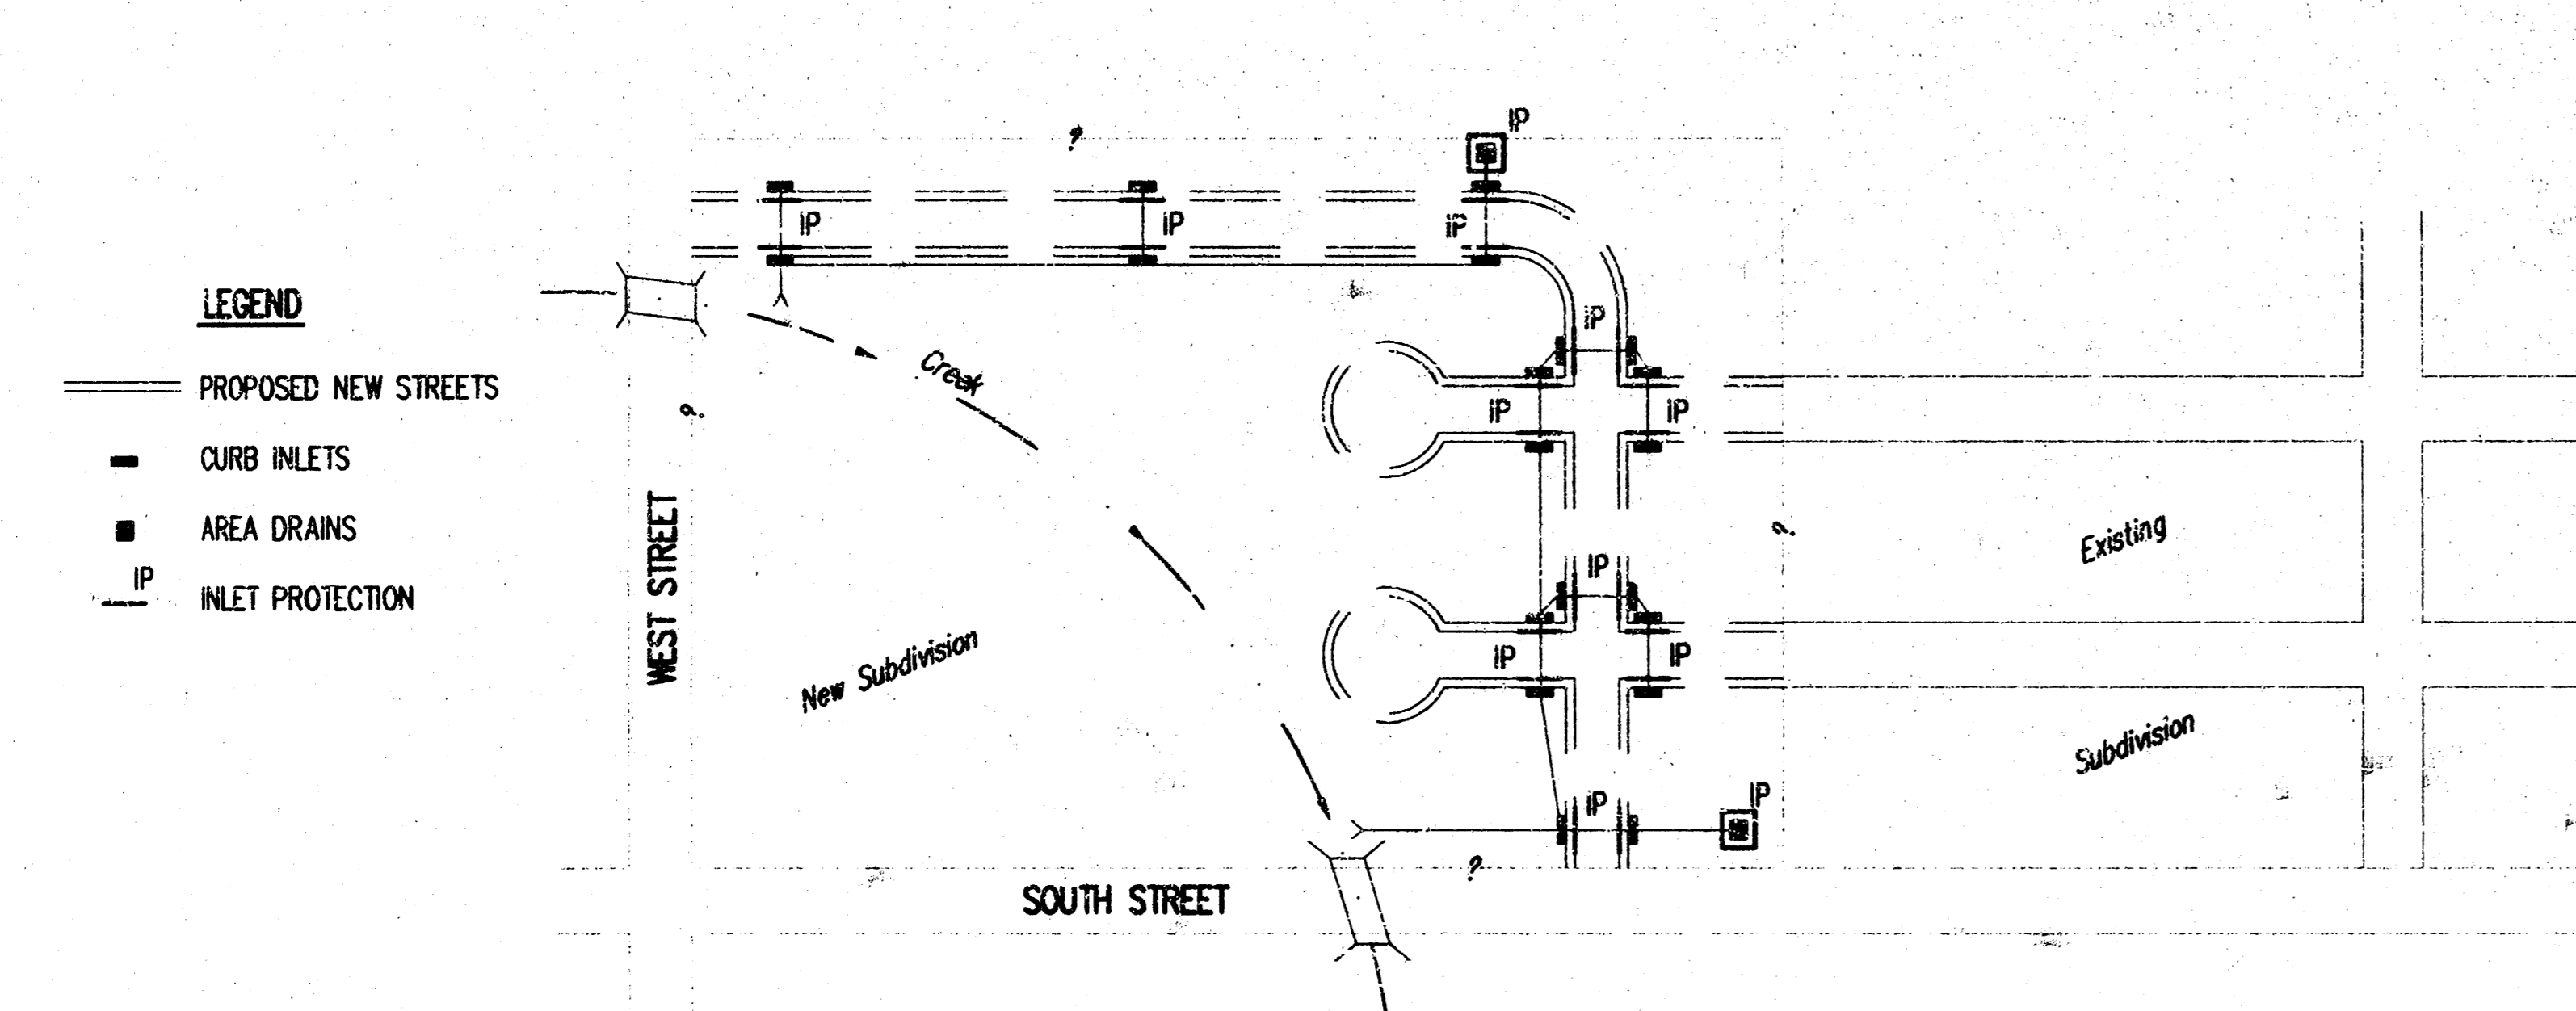 IP
?
IP
IP
IP
LEGEND
PROPOSED NEW STREETS
CURB INLETS
AREA DRAINS
IP
INLET PROTECTION
WEST STREET
?
Creek
New Subdivision
IP
IP
IP
?
IP
IP
IP
Existing
Subdivision
IP
IP
?
SOUTH STREET